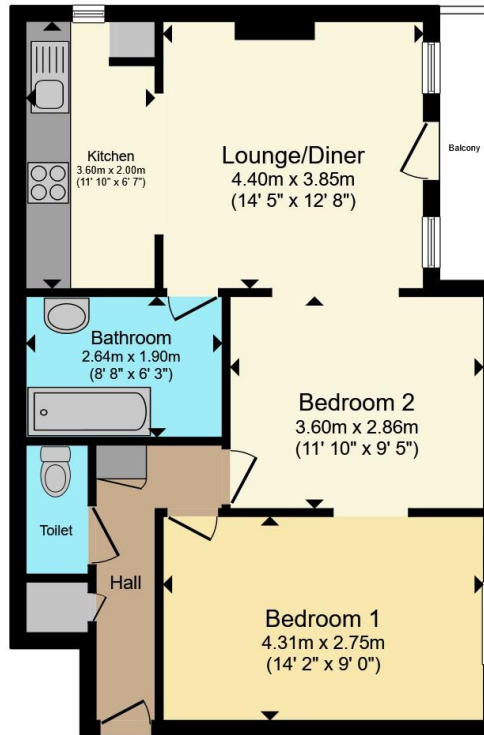 Kitchen
3.60m x 2.00m
(11' 10" x 6' 7")
Lounge/Diner
4.40m x 3.85m
(14' 5" x 12' 8")
Balcony
Bathroom
2.64m x 1.90m
(8' 8" x 6' 3")
Bedroom 2
3.60m x 2.86m
(11' 10" x 9' 5")
Toilet
Hall
Bedroom 1
4.31m x 2.75m
(14' 2" x 9' 0")